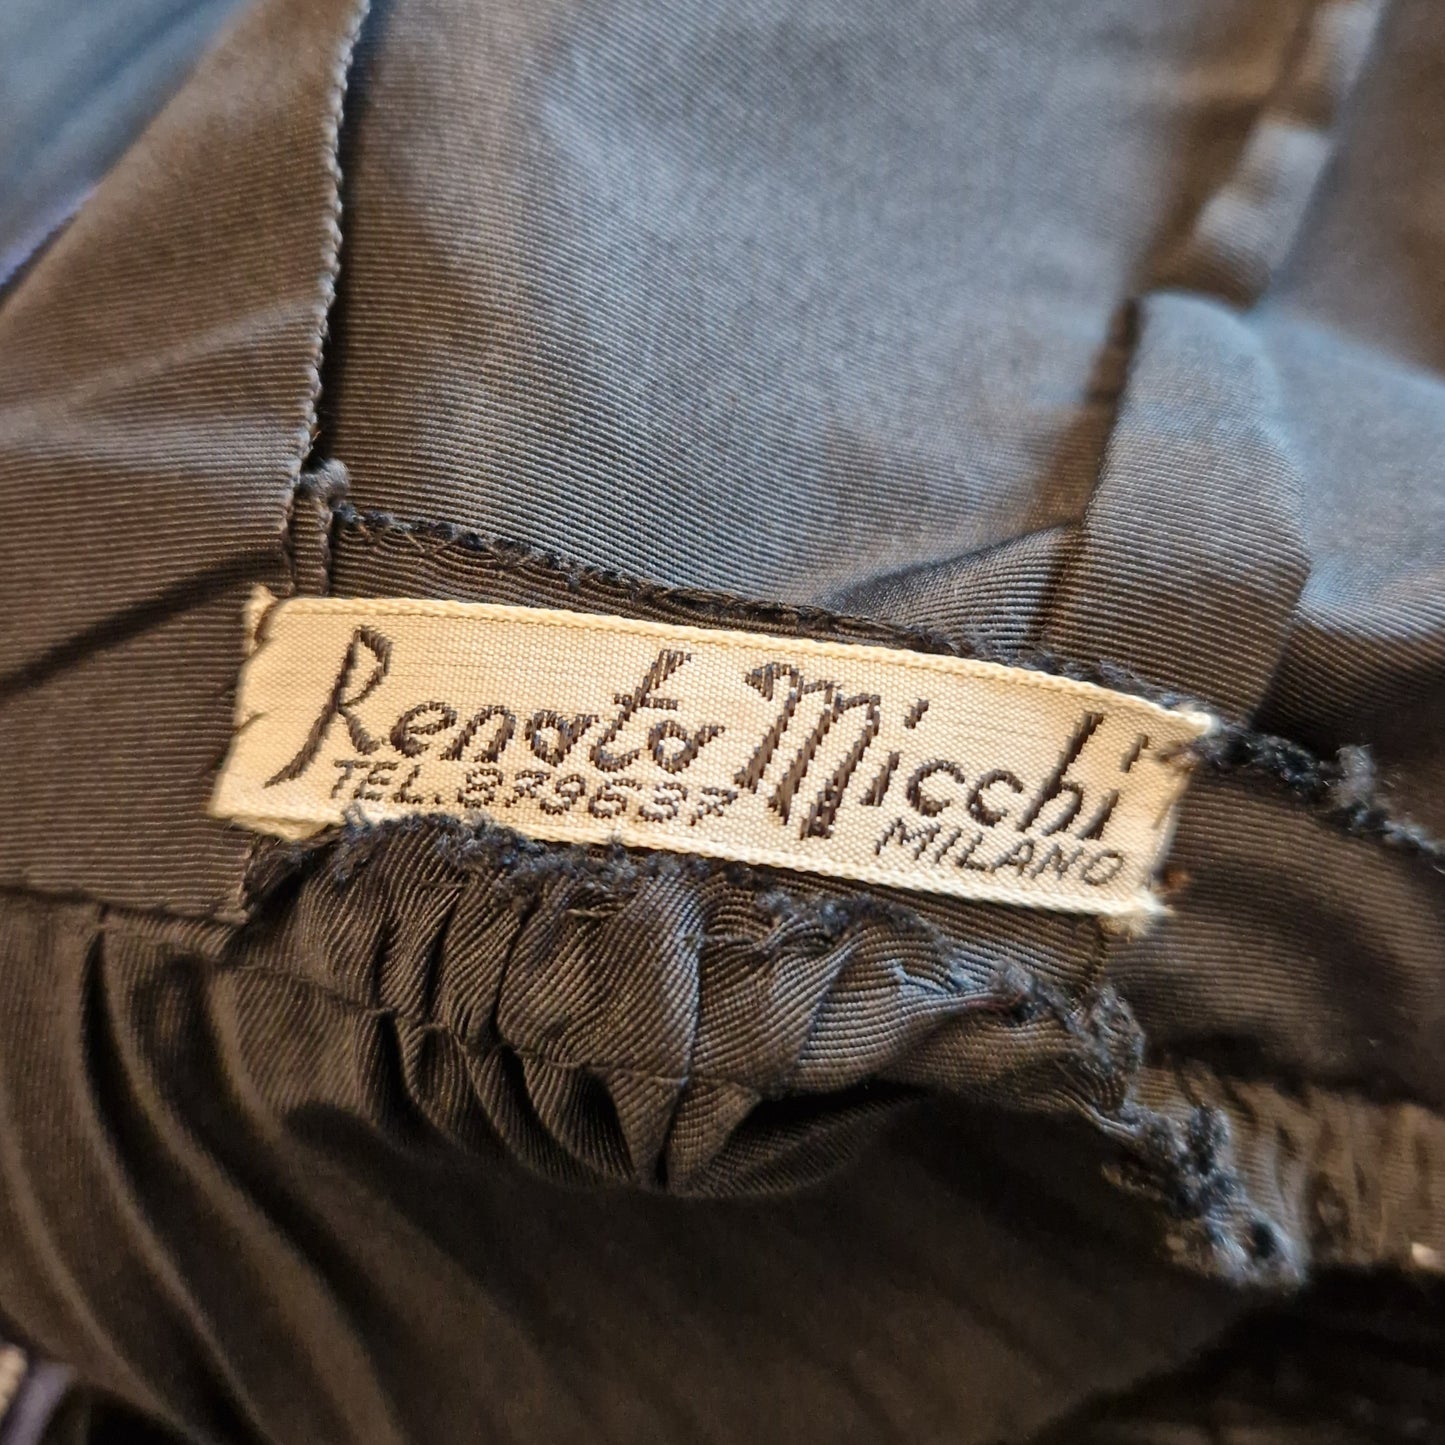 Renato Micchi
TEL. 879637
MILANO